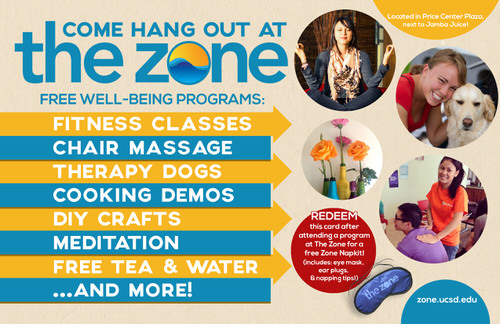 COME HANG OUT AT
the zone
FREE WELL-BEING PROGRAMS:
FITNESS CLASSES
CHAIR MASSAGE
THERAPY DOGS
COOKING DEMOS
DIY CRAFTS
MEDITATION
FREE TEA & WATER
...AND MORE!
Located in Price Center Plaza,
next to Jamba Juice!
REDEEM
this card after
attending a program
at The Zone for a
free Zone Napkit!
(includes: eye mask,
ear plugs,
& napping tips!)
the zone
zone.ucsd.edu